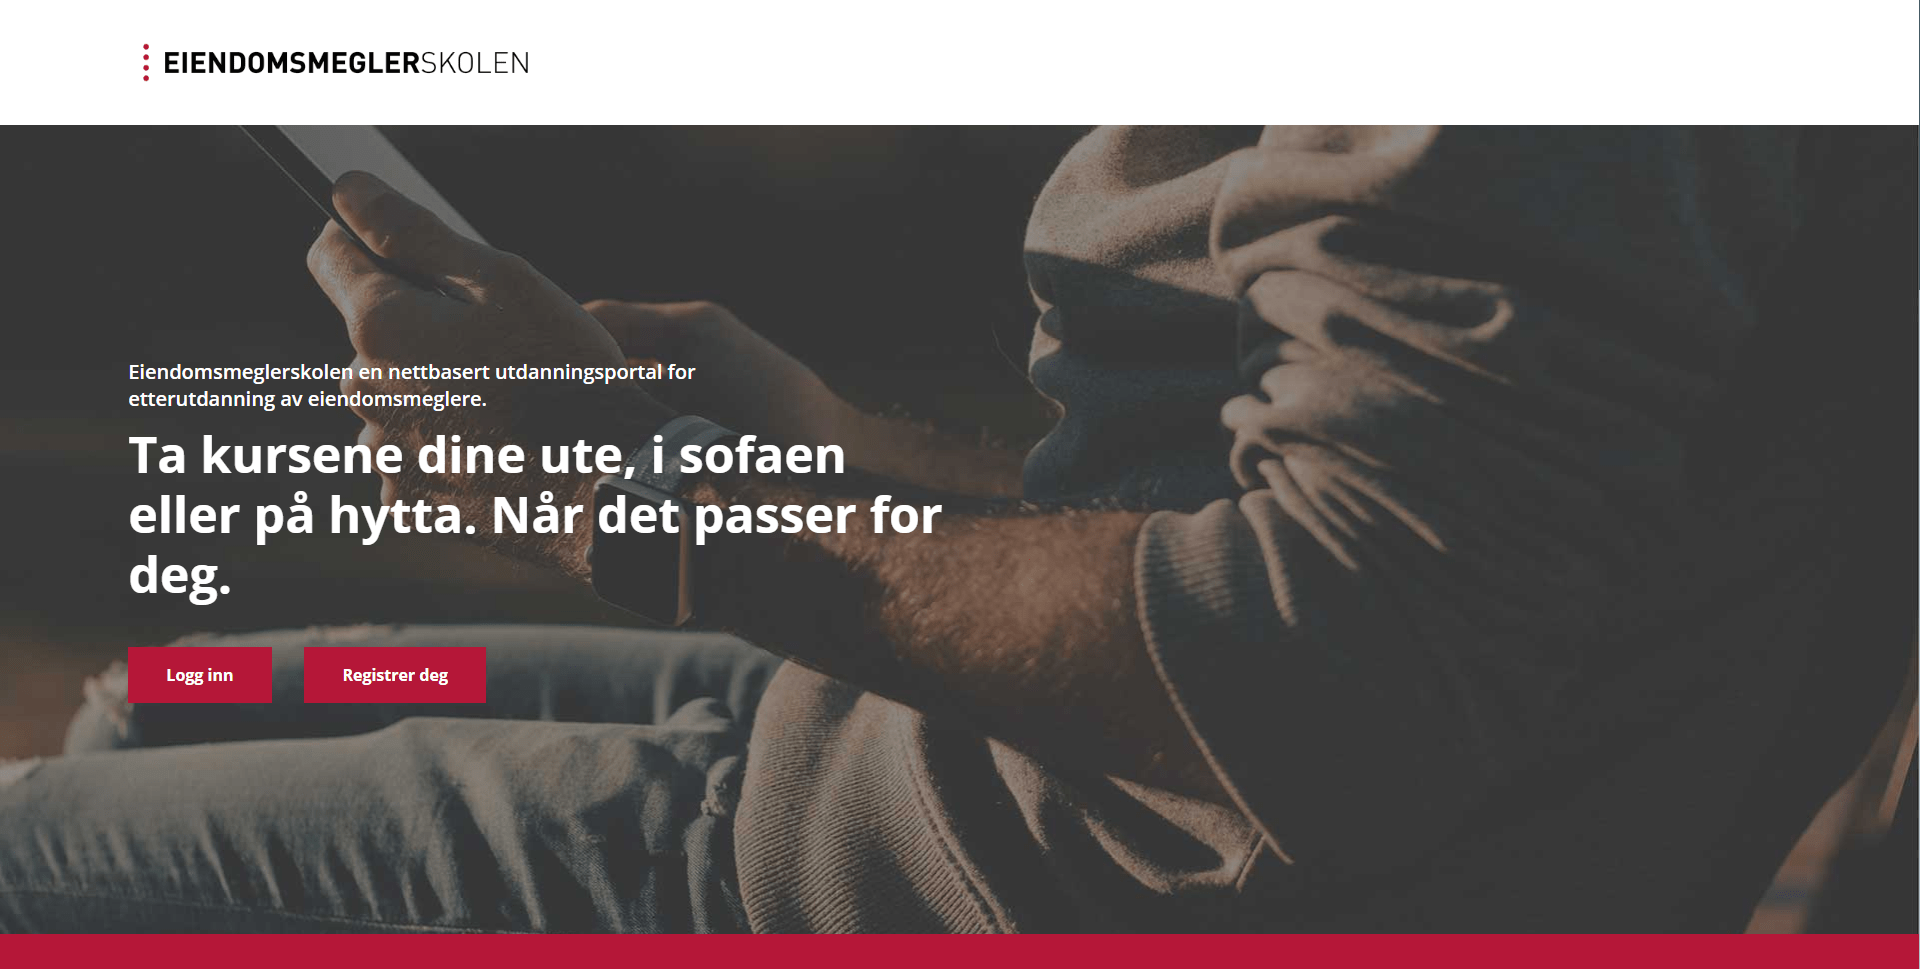 EIENDOMSMEGLERSKOLEN
Eiendomsmeglerskolen en nettbasert utdanningsportal for
etterutdanning av eiendomsmeglere.
Ta kursene dine ute, i sofaen
eller på hytta. Når det passer for
deg.
Logg inn
Registrer deg